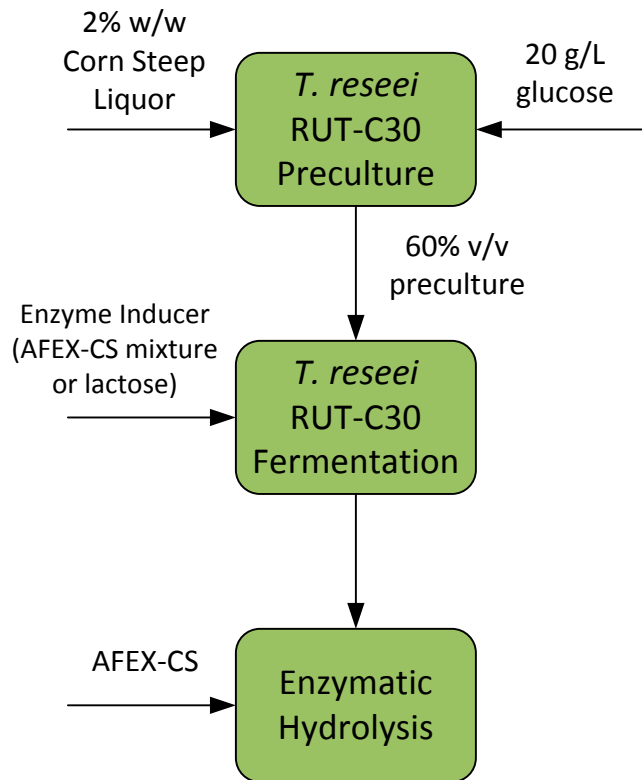 2% w/w
Corn Steep
Liquor
T. reseei
RUT-C30
Preculture
20 g/L
glucose
60% v/v
preculture
Enzyme Inducer
(AFEX-CS mixture
or lactose)
T. reseei
RUT-C30
Fermentation
AFEX-CS
Enzymatic
Hydrolysis